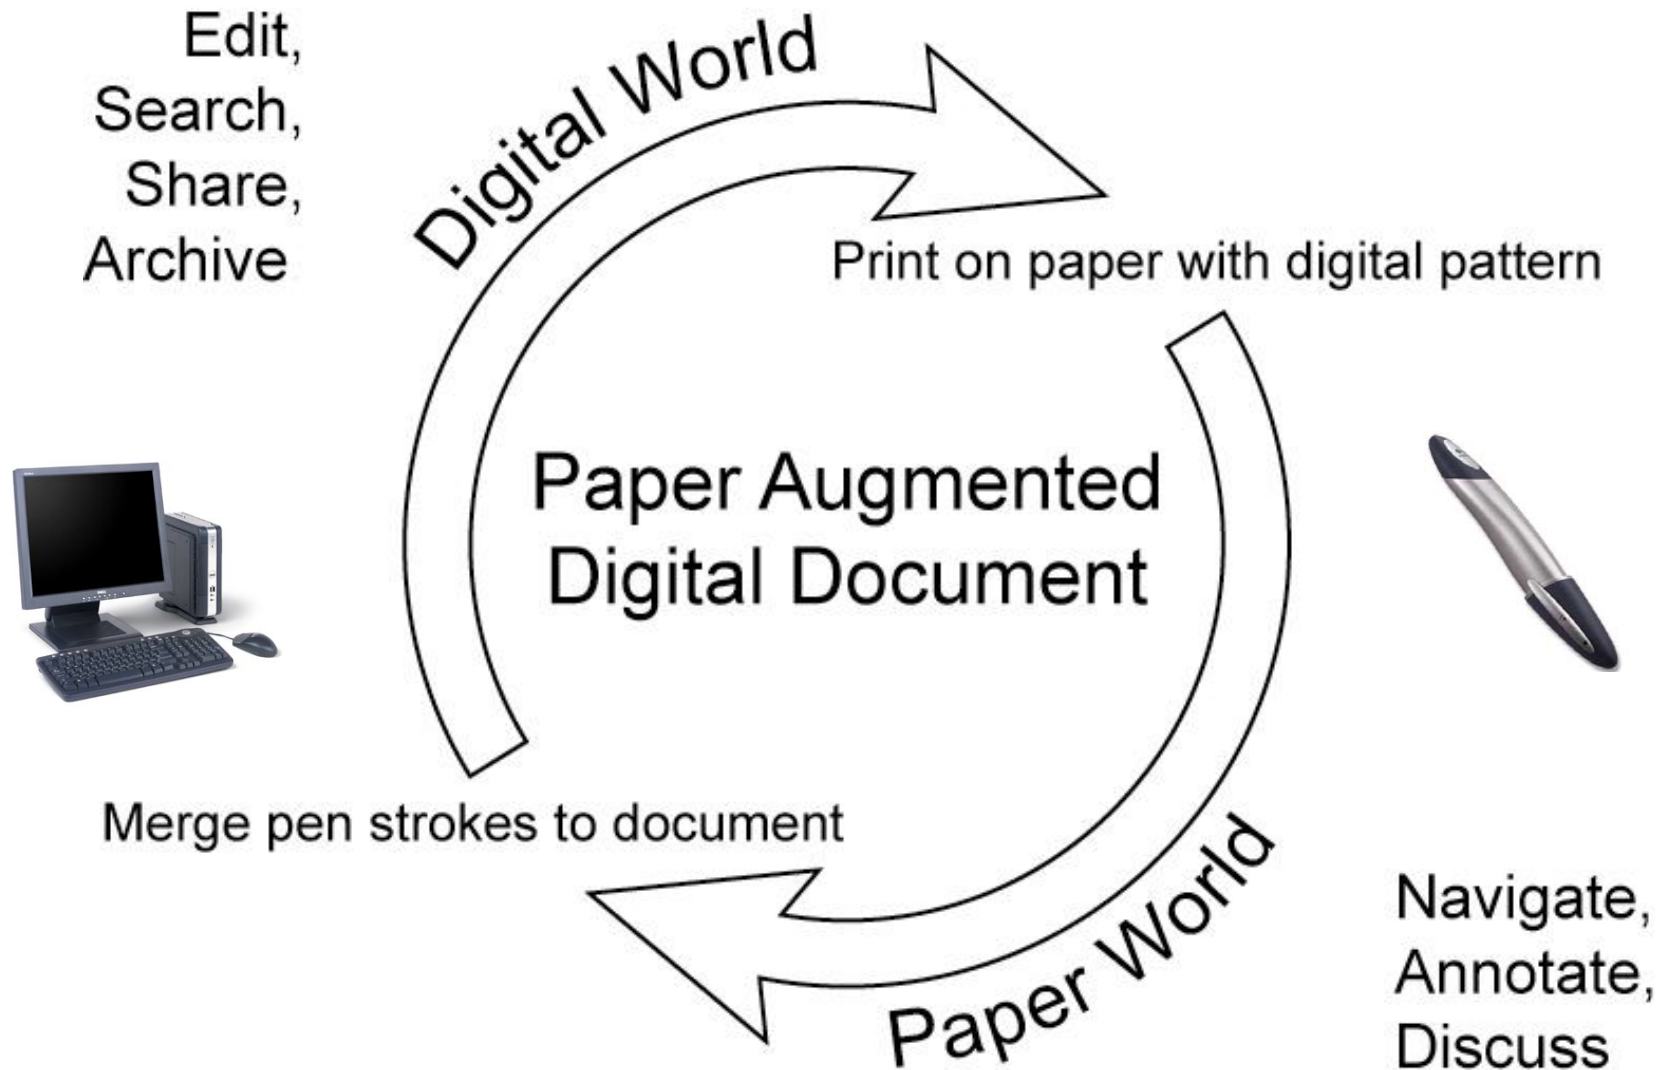 Edit,
Search,
Share,
Archive
Digital World
Print on paper with digital pattern
Paper Augmented
Digital Document
Merge pen strokes to document
Paper World
Navigate,
Annotate,
Discuss